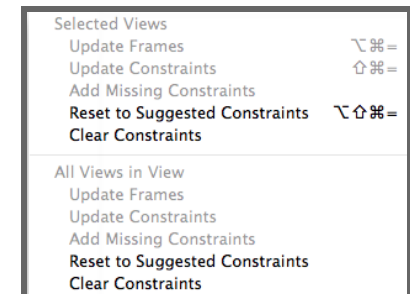 Selected Views
Update Frames ⌥⌘=
Update Constraints ⇧⌘=
Add Missing Constraints
Reset to Suggested Constraints ⌥⇧⌘=
Clear Constraints
All Views in View
Update Frames
Update Constraints
Add Missing Constraints
Reset to Suggested Constraints
Clear Constraints